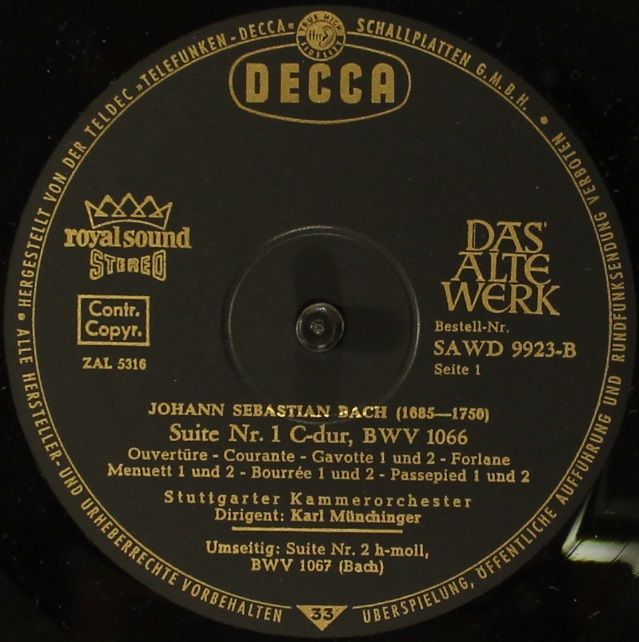 HERGESTELLT VON DER TELDEC »TELEFUNKEN-DECCA« SCHALLPLATTEN G.M.B.H. •
ALLE HERSTELLER- UND URHEBERRECHTE VORBEHALTEN
ÜBERSPIELUNG, ÖFFENTLICHE AUFFÜHRUNG UND RUNDFUNKSENDUNG VERBOTEN
TRUE HIGH FIDELITY
DECCA
royal sound
STEREO
DAS ALTE WERK
Contr.
Copyr.
ZAL 5316
Bestell-Nr.
SAWD 9923-B
Seite 1
JOHANN SEBASTIAN BACH (1685—1750)
Suite Nr. 1 C-dur, BWV 1066
Ouvertüre - Courante - Gavotte 1 und 2 - Forlane
Menuett 1 und 2 - Bourrée 1 und 2 - Passepied 1 und 2
Stuttgarter Kammerorchester
Dirigent: Karl Münchinger
Umseitig: Suite Nr. 2 h-moll,
BWV 1067 (Bach)
33